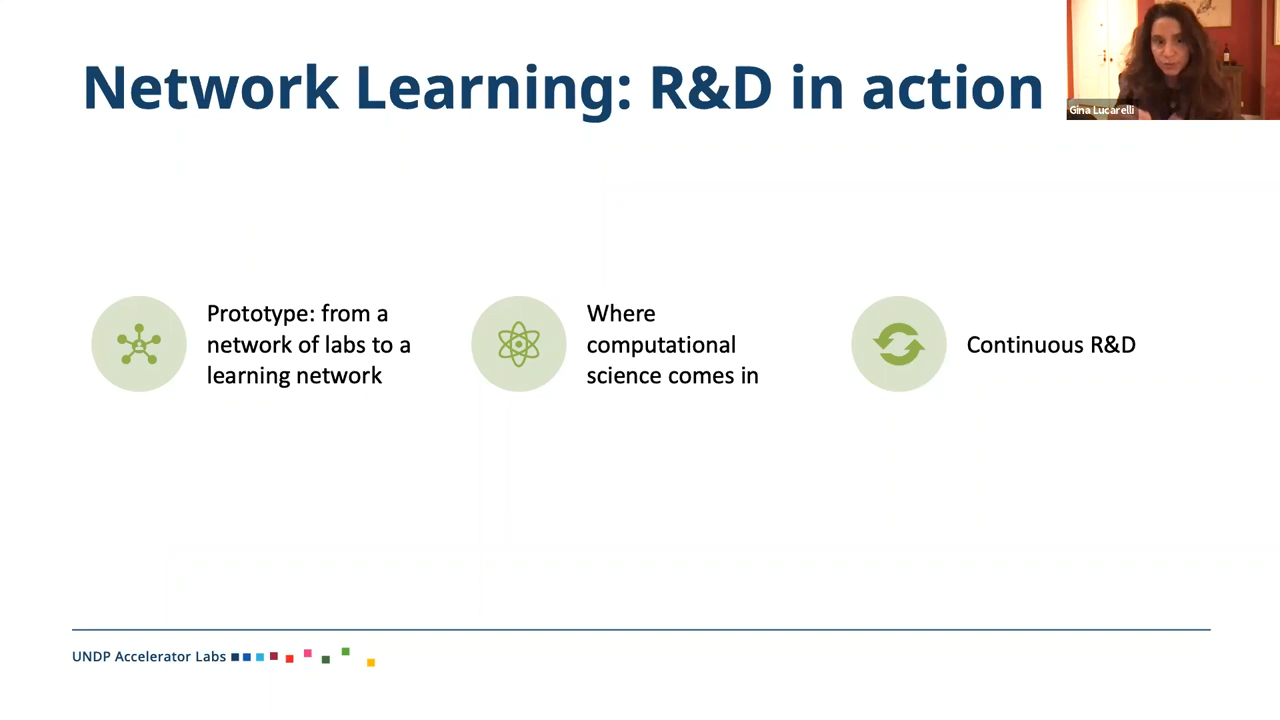 Network Learning: R&D in action
Gina Lucarelli
Prototype: from a
network of labs to a
learning network
Where
computational
science comes in
Continuous R&D
UNDP Accelerator Labs